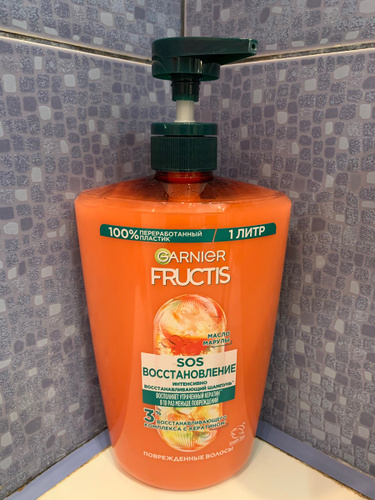 100% ПЕРЕРАБОТАННЫЙ
ПЛАСТИК
1 ЛИТР
GARNIER
FRUCTIS
МАСЛО
МАРУЛЫ
SOS
ВОССТАНОВЛЕНИЕ
ИНТЕНСИВНО
ВОССТАНАВЛИВАЮЩИЙ ШАМПУНЬ
ВОСПОЛНЯЕТ УТРАЧЕННЫЙ КЕРАТИН
В 10 РАЗ МЕНЬШЕ ПОВРЕЖДЕНИЙ
3% ВОССТАНАВЛИВАЮЩЕГО
КОМПЛЕКСА С КЕРАТИНОМ
ПОВРЕЖДЕННЫЕ ВОЛОСЫ